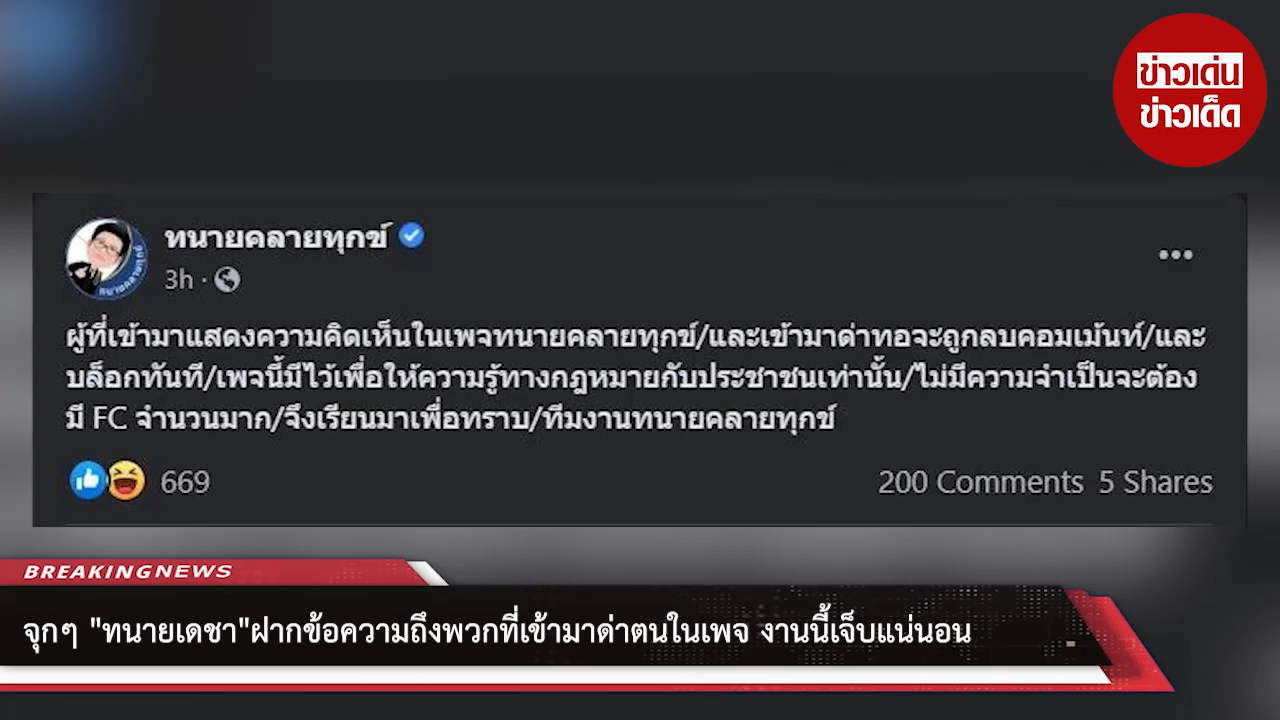 ข่าวเด่น
ข่าวเด็ด
ทนายคลายทุกข์
3h ·
ผู้ที่เข้ามาแสดงความคิดเห็นในเพจทนายคลายทุกข์/และเข้ามาด่าทอจะถูกลบคอมเม้นท์/และ
บล็อกทันที/เพจนี้มีไว้เพื่อให้ความรู้ทางกฎหมายกับประชาชนเท่านั้น/ไม่มีความจำเป็นจะต้อง
มี FC จำนวนมาก/จึงเรียนมาเพื่อทราบ/ทีมงานทนายคลายทุกข์
669
200 Comments 5 Shares
BREAKINGNEWS
จุกๆ "ทนายเดชา"ฝากข้อความถึงพวกที่เข้ามาด่าตนในเพจ งานนี้เจ็บแน่นอน